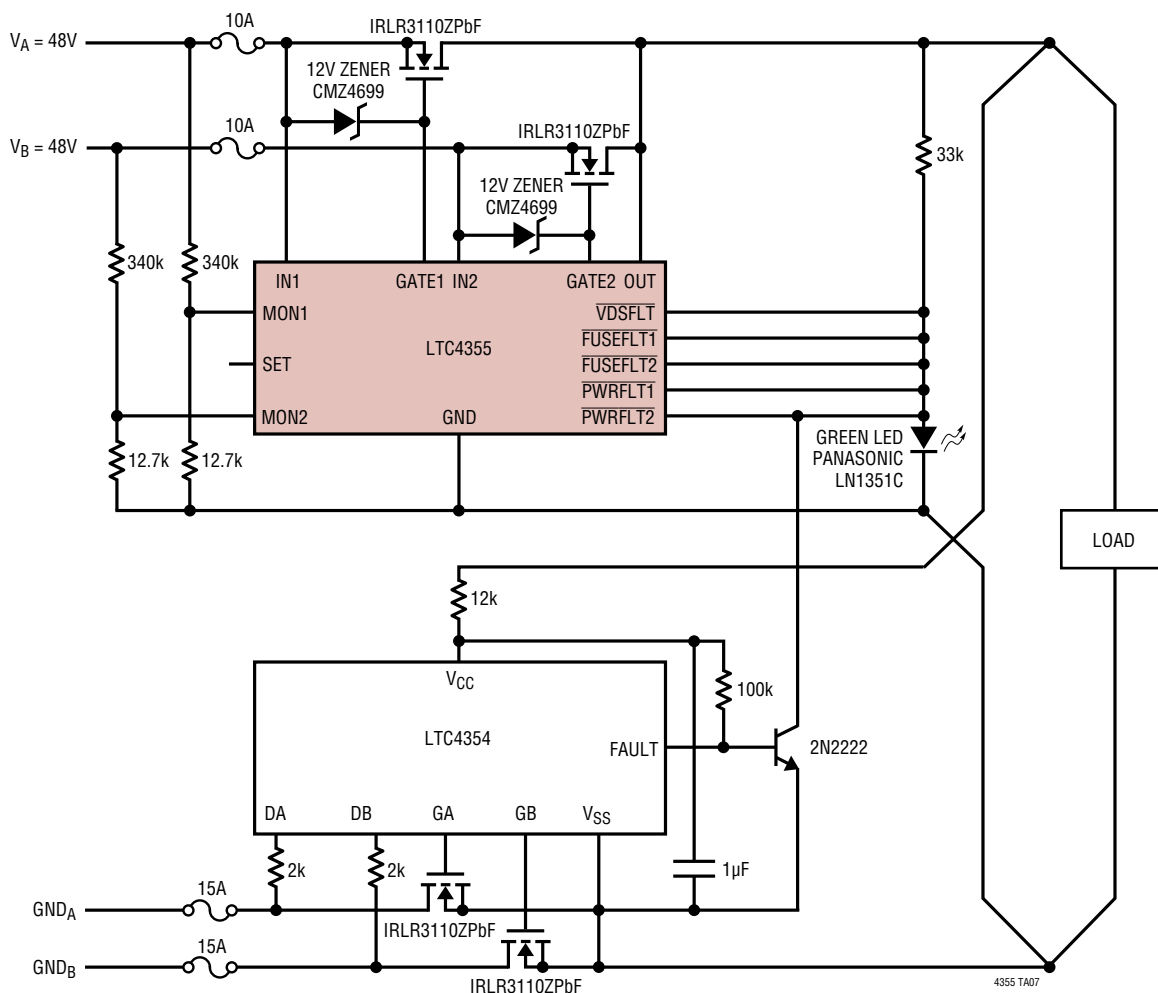 10A
IRLR3110ZPbF
VA = 48V
12V ZENER
CMZ4699
10A
IRLR3110ZPbF
VB = 48V
33k
12V ZENER
CMZ4699
340k
340k
IN1
GATE1
IN2
GATE2
OUT
MON1
VDSFLT
FUSEFLT1
LTC4355
SET
FUSEFLT2
PWRFLT1
MON2
GND
PWRFLT2
GREEN LED
PANASONIC
LN1351C
12.7k
12.7k
LOAD
12k
VCC
100k
LTC4354
FAULT
2N2222
DA
DB
GA
GB
VSS
2k
2k
1µF
15A
GNDA
IRLR3110ZPbF
15A
GNDB
IRLR3110ZPbF
4355 TA07